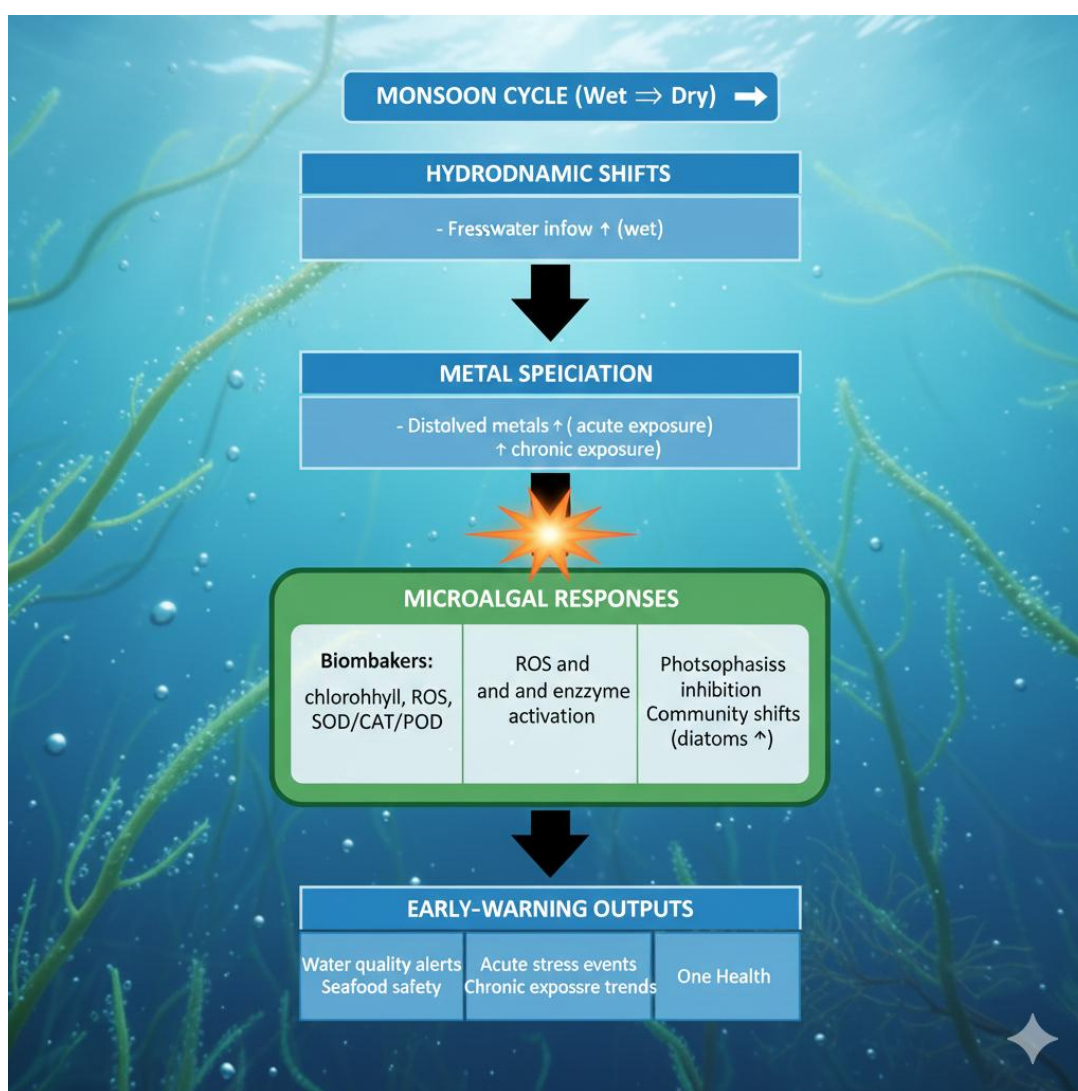 MONSOON CYCLE (Wet ⇒ Dry) →
HYDRODNAMIC SHIFTS
- Fresswater infow ↑ (wet)
METAL SPEICIATION
- Distolved metals ↑ ( acute exposure)
↑ chronic exposure)
MICROALGAL RESPONSES
Biombakers:
chlorohhyll, ROS,
SOD/CAT/POD
ROS and
and and enzzyme
activation
Photsophasiss
inhibition
Community shifts
(diatoms ↑)
EARLY-WARNING OUTPUTS
Water quality alerts
Seafood safety
Acute stress events
Chronic expossre trends
One Health